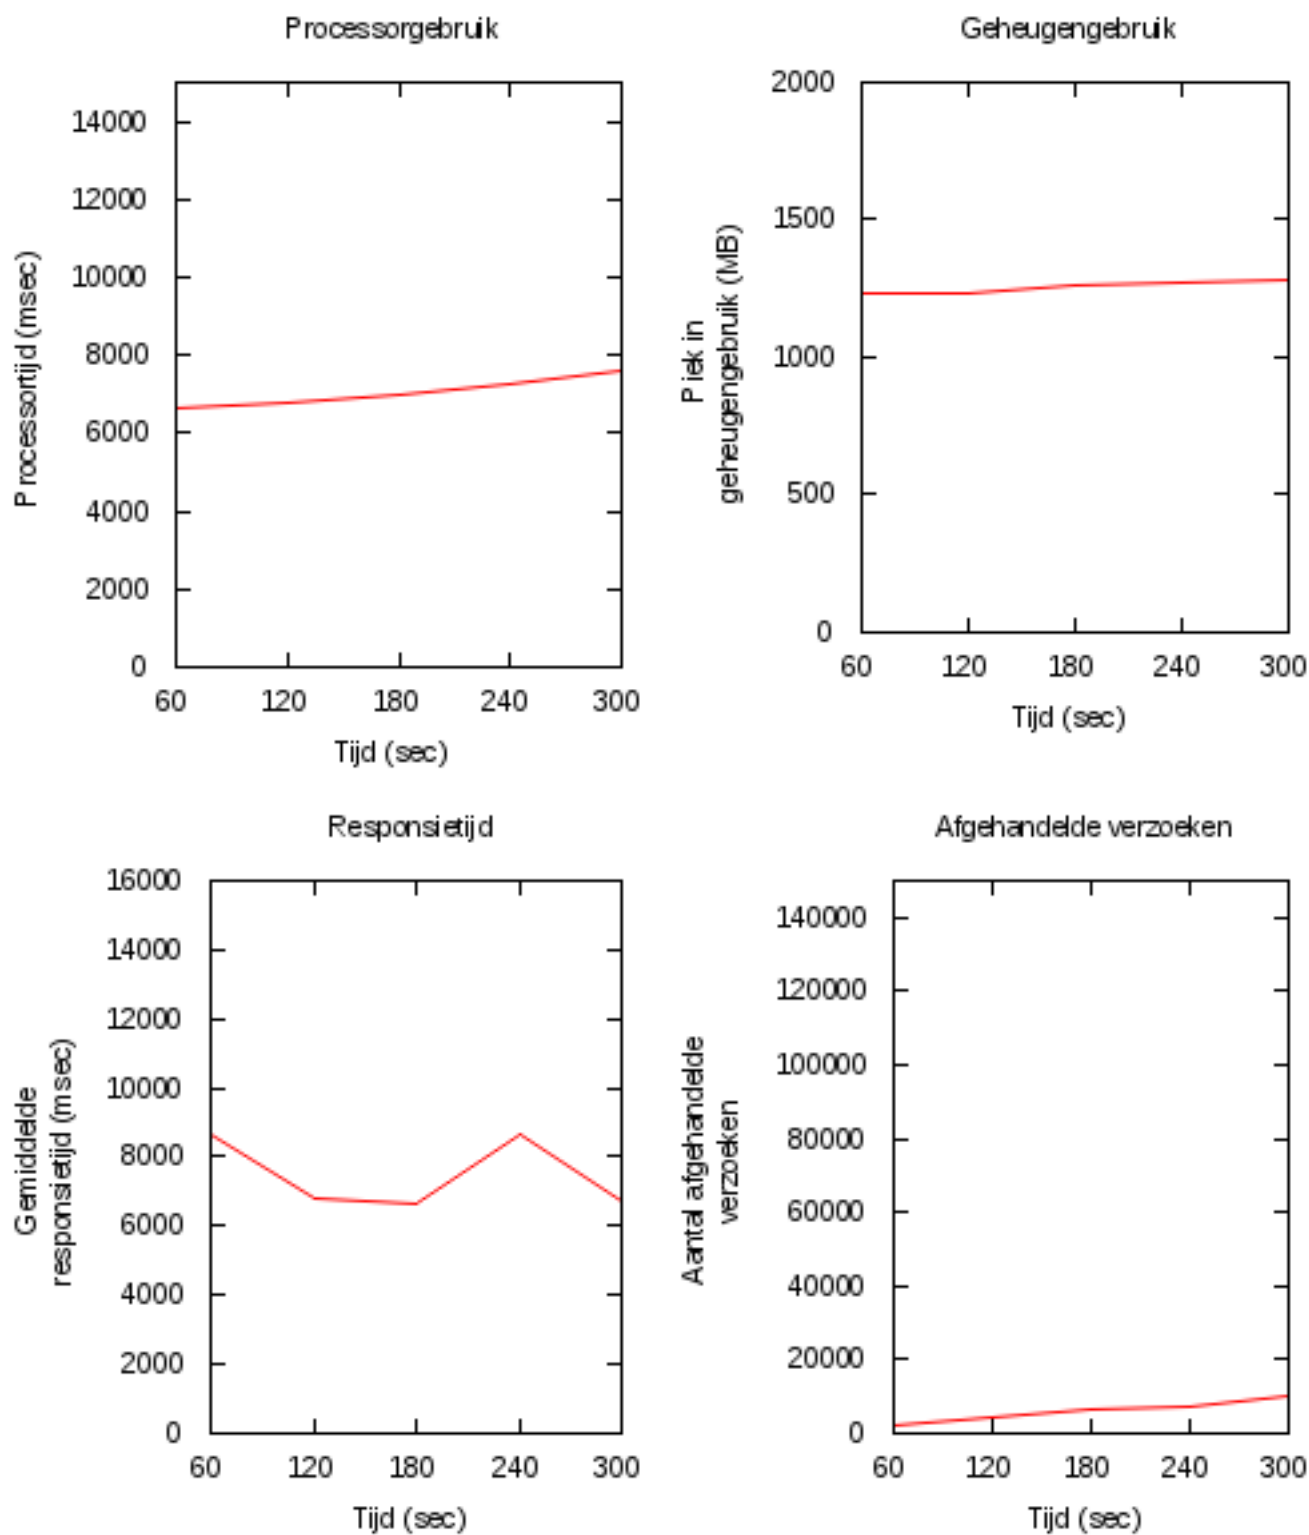 Processorgebruik
14000
12000
10000
8000
6000
4000
2000
0
Processortijd (msec)
60 120 180 240 300
Tijd (sec)
Geheugengebruik
2000
1500
1000
500
0
Piek in
geheugengebruik (MB)
60 120 180 240 300
Tijd (sec)
Responsietijd
16000
14000
12000
10000
8000
6000
4000
2000
0
Gemiddelde
responsietijd (msec)
60 120 180 240 300
Tijd (sec)
Afgehandelde verzoeken
140000
120000
100000
80000
60000
40000
20000
0
Aantal afgehandelde
verzoeken
60 120 180 240 300
Tijd (sec)